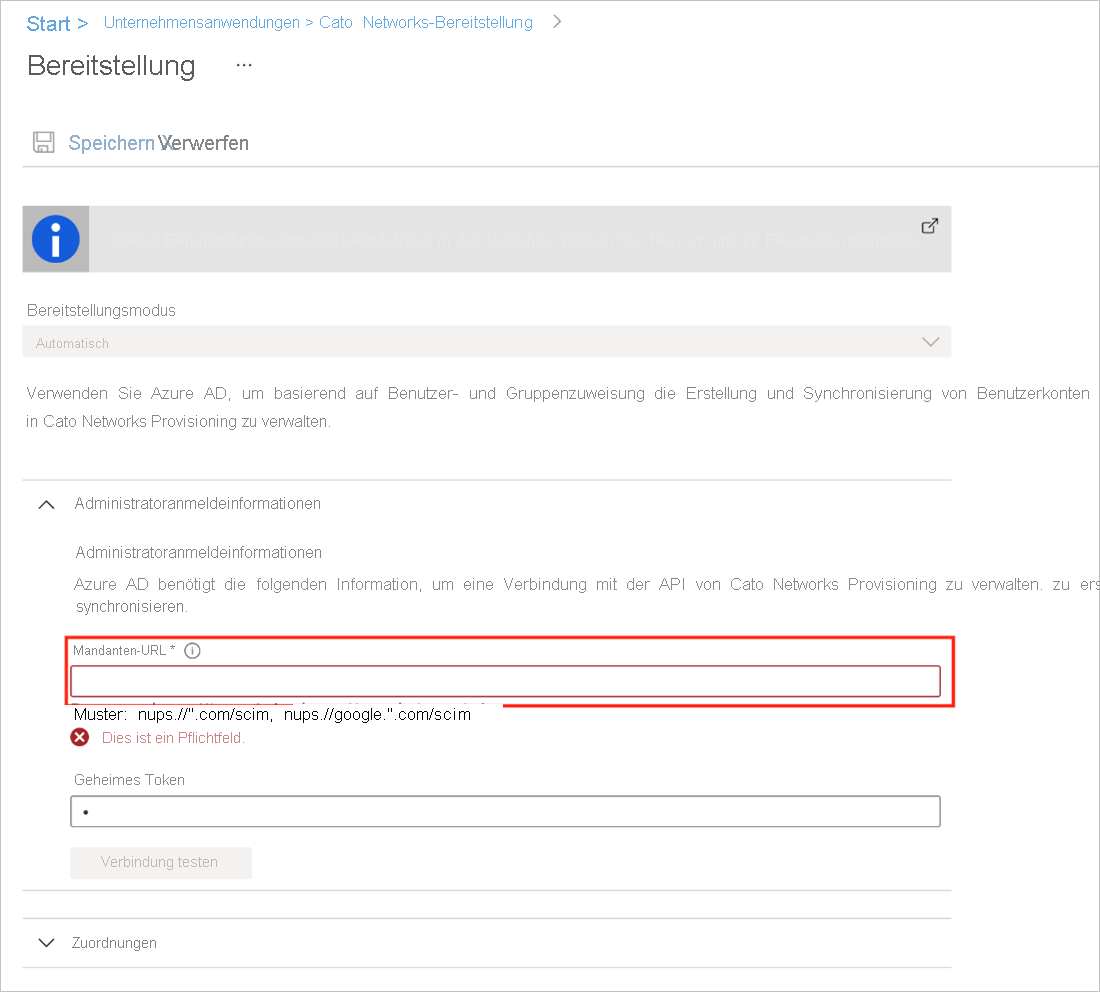 Start > Unternehmensanwendungen > Cato Networks-Bereitstellung >
Bereitstellung ...
Speichern X Verwerfen
Bereitstellungsmodus
Automatisch
Verwenden Sie Azure AD, um basierend auf Benutzer- und Gruppenzuweisung die Erstellung und Synchronisierung von Benutzerkonten
in Cato Networks Provisioning zu verwalten.
Administratoranmeldeinformationen
Administratoranmeldeinformationen
Azure AD benötigt die folgenden Information, um eine Verbindung mit der API von Cato Networks Provisioning zu verwalten. zu ers
synchronisieren.
Mandanten-URL *
Muster: nups.//".com/scim, nups.//google.".com/scim
Dies ist ein Pflichtfeld.
Geheimes Token
•
Verbindung testen
Zuordnungen